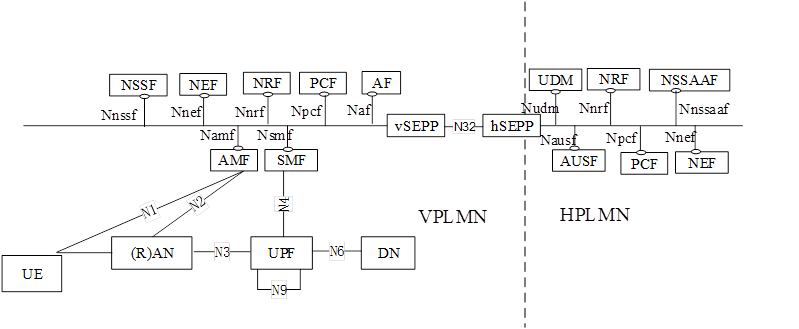 NSSF NEF NRF PCF AF UDM NRF NSSAAF
Nnssf Nnef Nnrf Npcf Naf Nudm Nnrf Nnssaaf
vSEPP N32 hSEPP
Namf Nsmf Nausf Npcf Nnef
AMF SMF AUSF PCF NEF
N1 N2 N4 VPLMN HPLMN
UE (R)AN N3 UPF N6 DN
N9